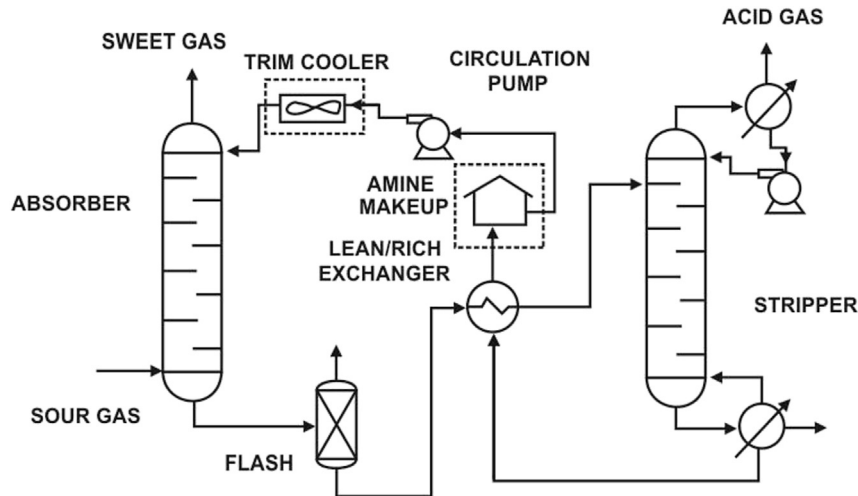 ACID GAS
SWEET GAS
TRIM COOLER
CIRCULATION
PUMP
ABSORBER
AMINE
MAKEUP
LEAN/RICH
EXCHANGER
STRIPPER
SOUR GAS
FLASH